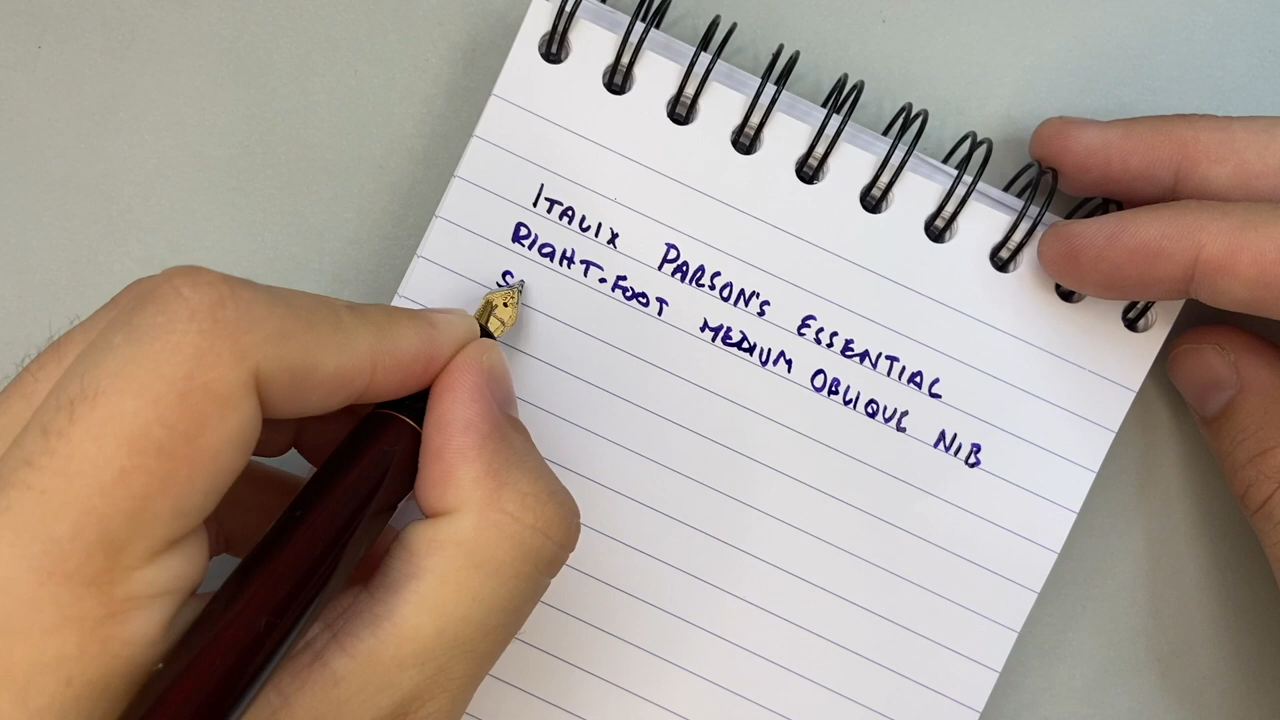 ITALIX PARSON'S ESSENTIAL
RIGHT-FOOT MEDIUM OBLIQUE NIB
S